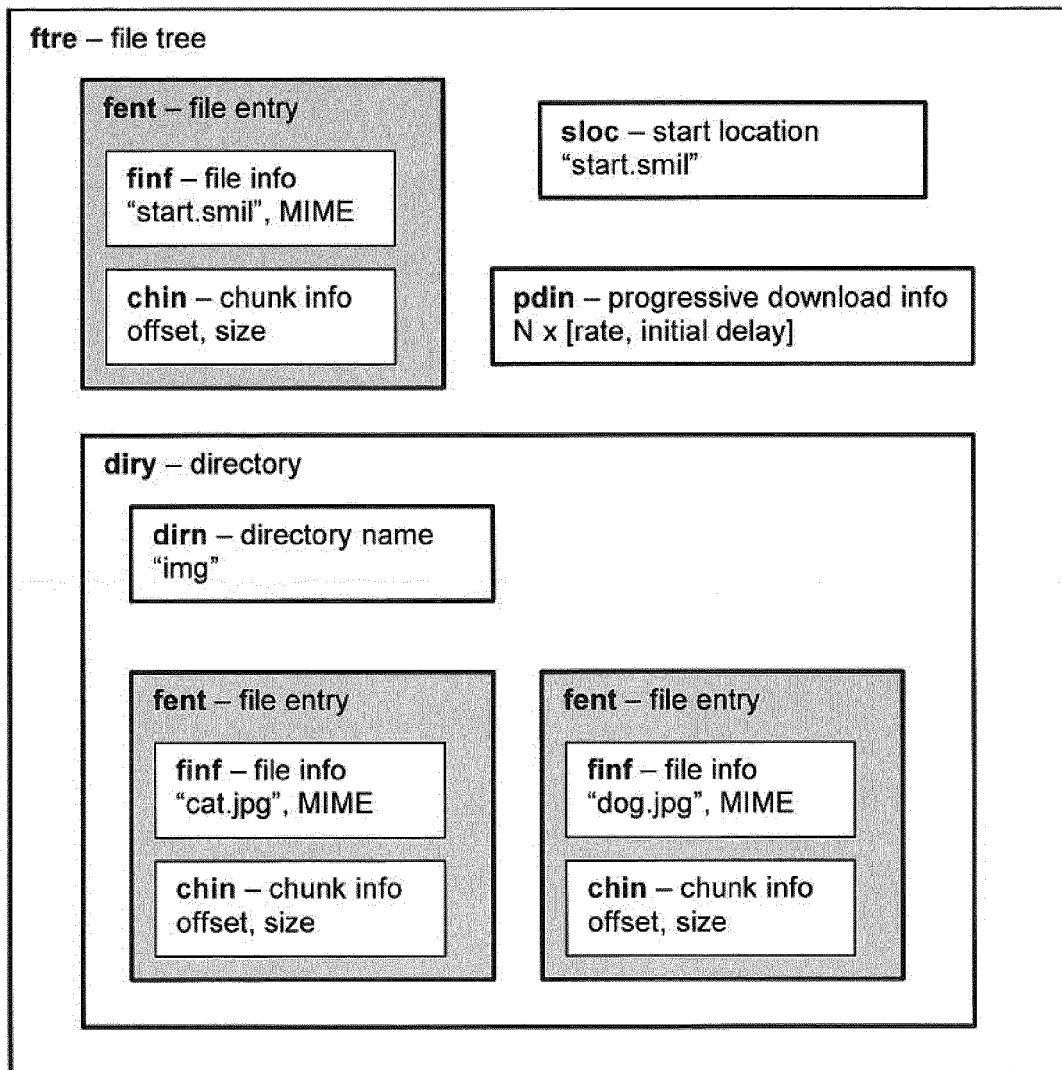 ftre – file tree
fent – file entry
finf – file info
“start.smil”, MIME
chin – chunk info
offset, size
sloc – start location
“start.smil”
pdin – progressive download info
N x [rate, initial delay]
diry – directory
dirn – directory name
“img”
fent – file entry
finf – file info
“cat.jpg”, MIME
chin – chunk info
offset, size
fent – file entry
finf – file info
“dog.jpg”, MIME
chin – chunk info
offset, size